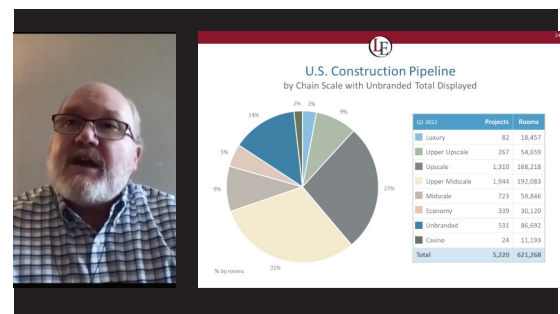 24
LE
U.S. Construction Pipeline
by Chain Scale with Unbranded Total Displayed
2% 3%
9%
14%
5%
9%
27%
31%
% by rooms
Q2 2022 Projects Rooms
Luxury 82 18,457
Upper Upscale 267 54,659
Upscale 1,310 168,218
Upper Midscale 1,944 192,083
Midscale 723 59,846
Economy 339 30,120
Unbranded 531 86,692
Casino 24 11,193
Total 5,220 621,268